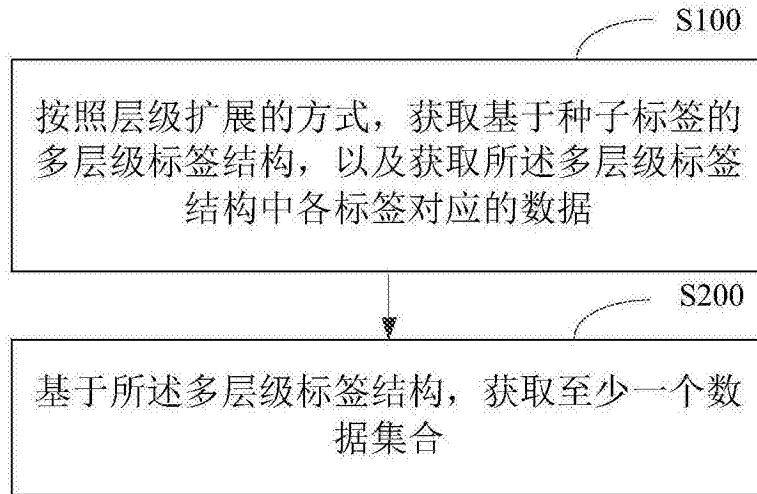 S100
按照层级扩展的方式，获取基于种子标签的
多层级标签结构，以及获取所述多层级标签
结构中各标签对应的数据
S200
基于所述多层级标签结构，获取至少一个数
据集合